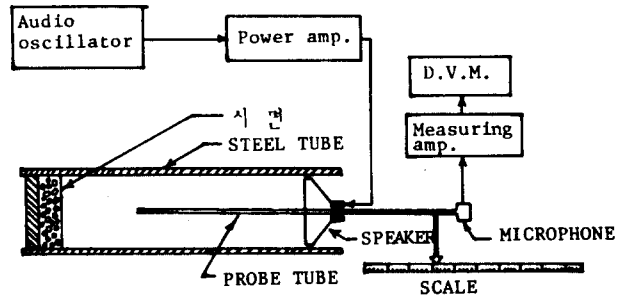 Audio
oscillator
Power amp.
D.V.M.
Measuring
amp.
시 편
STEEL TUBE
SPEAKER
MICROPHONE
PROBE TUBE
SCALE